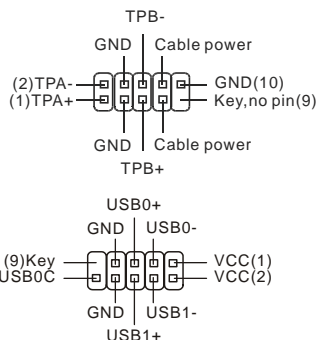 TPB-
GND Cable power
(2)TPA- GND(10)
(1)TPA+ Key,no pin(9)
GND Cable power
TPB+
USB0+
GND USB0-
(9)Key VCC(1)
USB0C VCC(2)
GND USB1-
USB1+